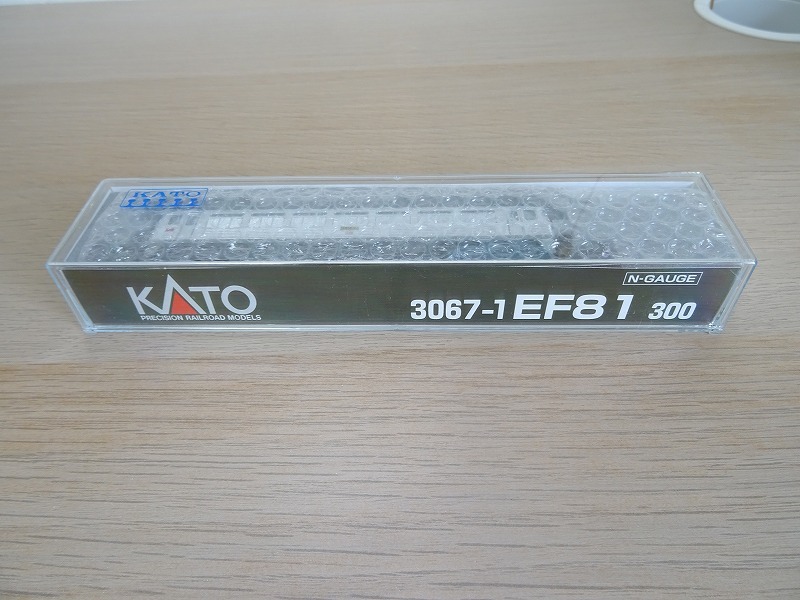 KATO
N-GAUGE
KATO
3067-1 EF81 300
PRECISION RAILROAD MODELS